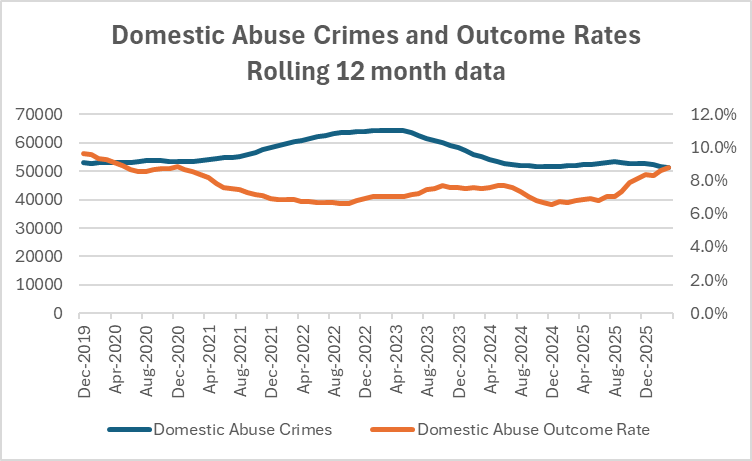 Domestic Abuse Crimes and Outcome Rates
Rolling 12 month data
70000
60000
50000
40000
30000
20000
10000
0
12.0%
10.0%
8.0%
6.0%
4.0%
2.0%
0.0%
Dec-2019
Apr-2020
Aug-2020
Dec-2020
Apr-2021
Aug-2021
Dec-2021
Apr-2022
Aug-2022
Dec-2022
Apr-2023
Aug-2023
Dec-2023
Apr-2024
Aug-2024
Dec-2024
Apr-2025
Aug-2025
Dec-2025
Domestic Abuse Crimes
Domestic Abuse Outcome Rate